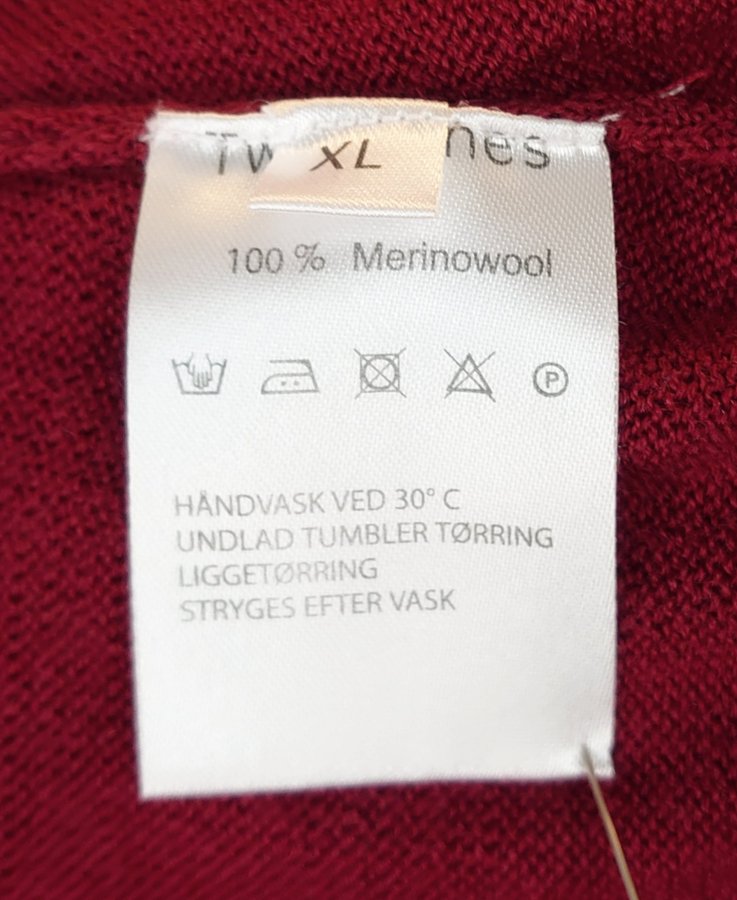 XL
100 % Merinowool
P
HÅNDVASK VED 30° C
UNDLAD TUMBLER TØRRING
LIGGETØRRING
STRYGES EFTER VASK